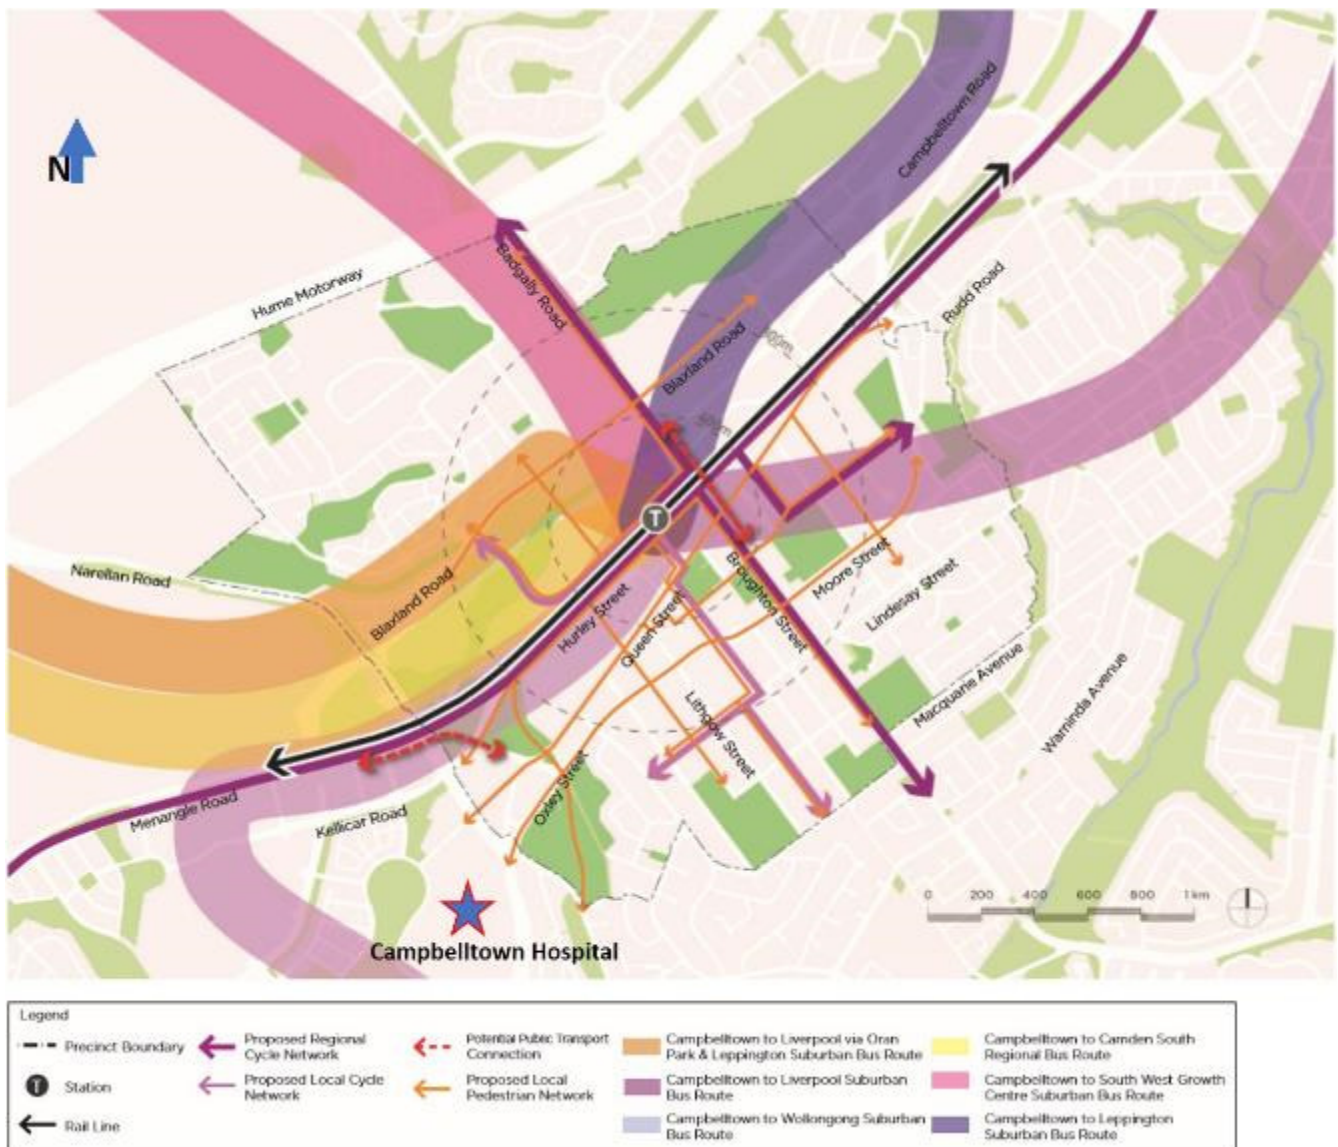 Campbelltown Road
N
Badgally Road
Hume Motorway
Rudd Road
Blaxland Road
T
Narellan Road
Blaxland Road
Hurley Street
Queen Street
Broughton Street
Moore Street
Lindesay Street
Macquarie Avenue
Warninda Avenue
Lithgow Street
Oxley Street
Menangle Road
Kellicar Road
0 200 400 600 800 1km
Campbelltown Hospital
Legend
Precinct Boundary
T Station
Rail Line
Proposed Regional
Cycle Network
Proposed Local Cycle
Network
Potential Public Transport
Connection
Proposed Local
Pedestrian Network
Campbelltown to Liverpool via Oran
Park & Leppington Suburban Bus Route
Campbelltown to Liverpool Suburban
Bus Route
Campbelltown to Wollongong Suburban
Bus Route
Campbelltown to Camden South
Regional Bus Route
Campbelltown to South West Growth
Centre Suburban Bus Route
Campbelltown to Leppington
Suburban Bus Route